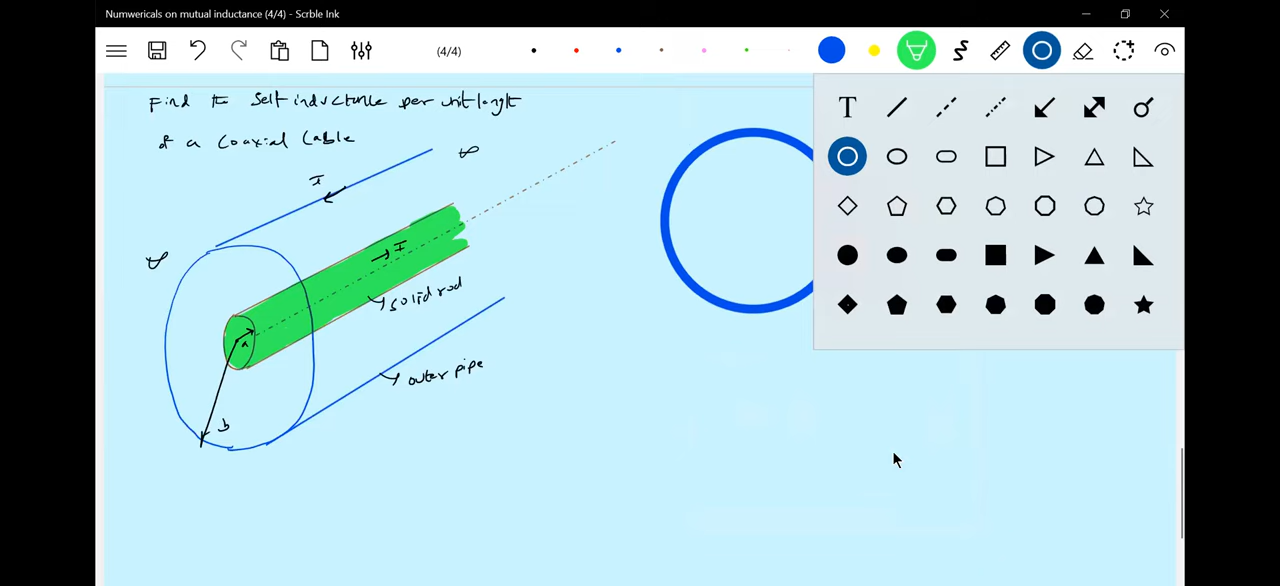 Numwericals on mutual inductance (4/4) - Scrble Ink
(4/4)
T
Find the Self inductance per unit lenght
of a Coaxial Cable
I
I
solid rod
a
outer pipe
b